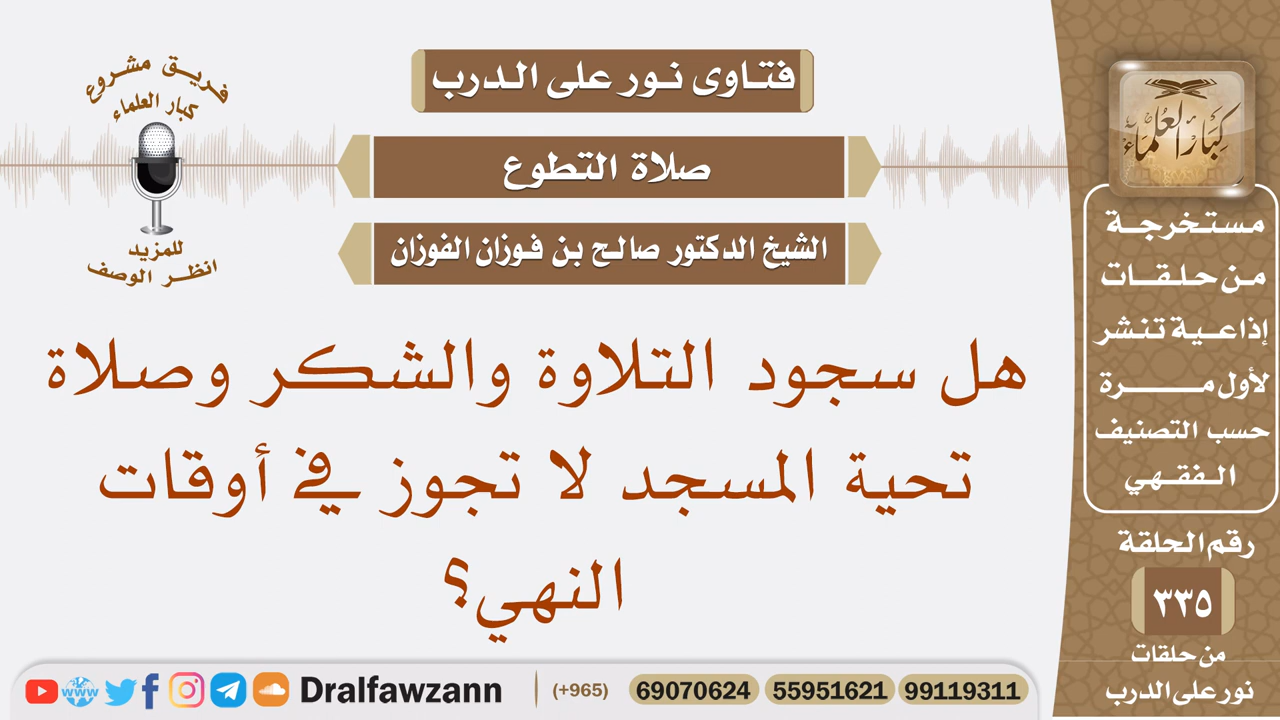 فتاوى نور على الدرب
صلاة التطوع
الشيخ الدكتور صالح بن فوزان الفوزان
هل سجود التلاوة والشكر وصلاة
تحية المسجد لا تجوز في أوقات
النهي؟
فريق مشروع
كبار العلماء
للمزيد
انظر الوصف
كبار العلماء
مستخرجة
من حلقات
إذاعية تنشر
لأول مرة
حسب التصنيف
الفقهي
رقم الحلقة
٣٣٥
من حلقات
نور على الدرب
www Dralfawzann (+965) 69070624 55951621 99119311